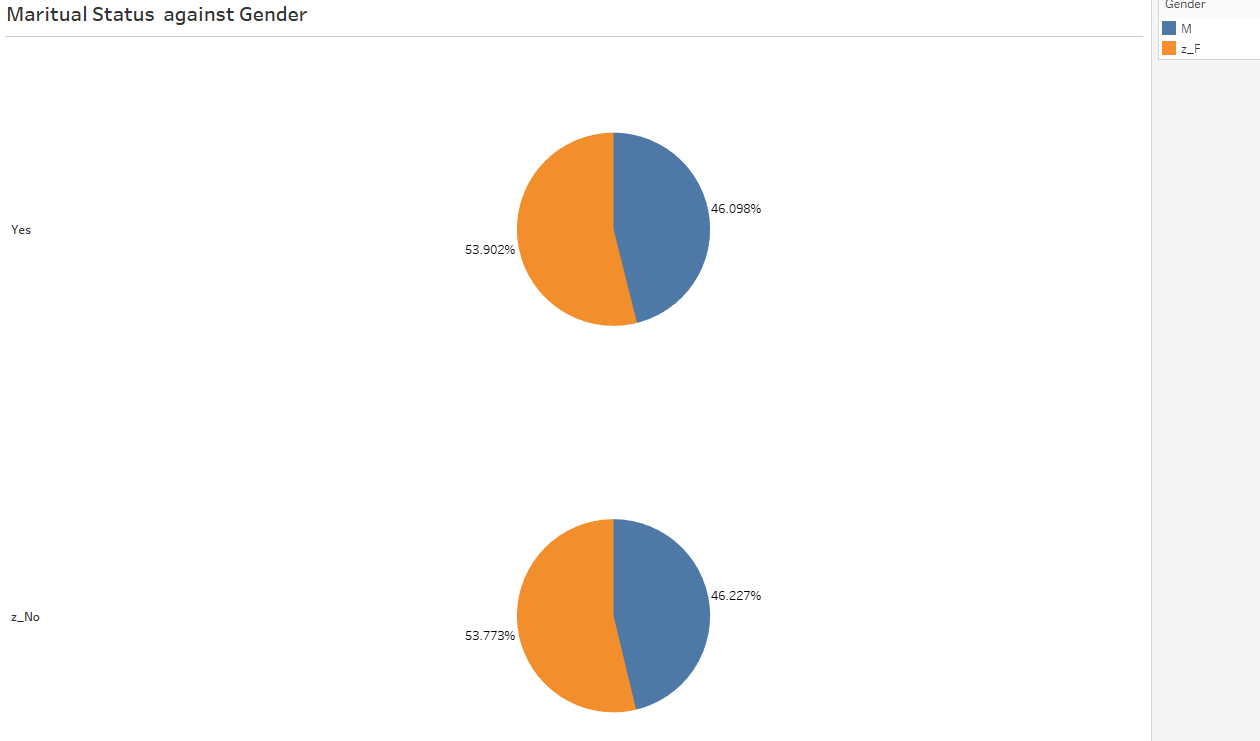 Maritual Status  against Gender
Gender
M
z_F
Yes
46.098%
53.902%
z_No
46.227%
53.773%